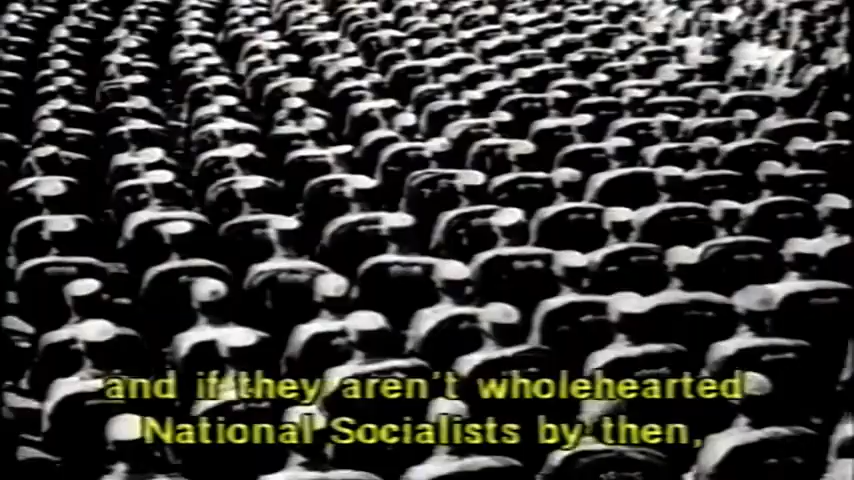 and if they aren't wholehearted
National Socialists by then,